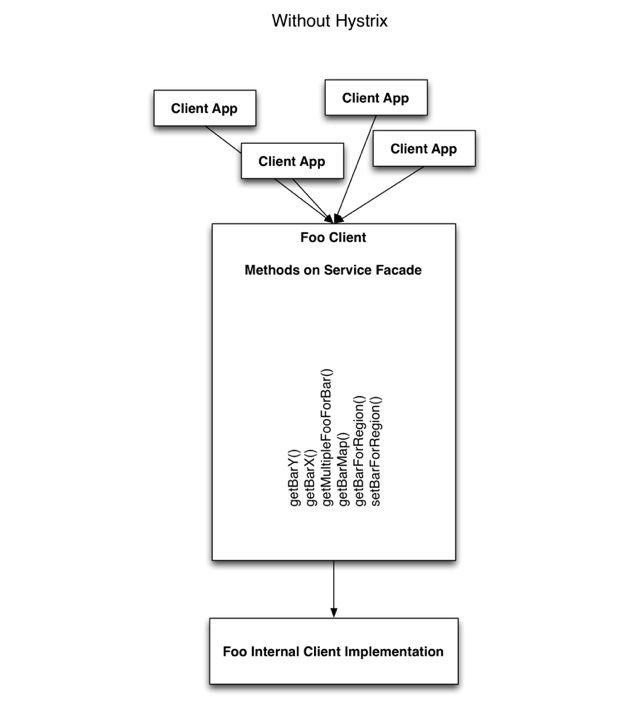 Without Hystrix
Client App
Client App
Client App
Client App
Foo Client
Methods on Service Facade
getBarY()
getBarX()
getMultipleFooForBar()
getBarMap()
getBarForRegion()
setBarForRegion()
Foo Internal Client Implementation